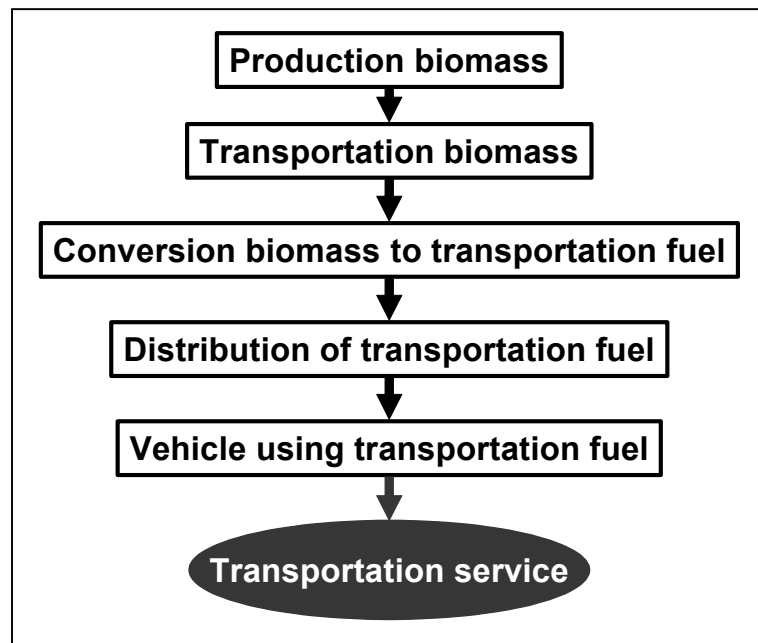 Production biomass
Transportation biomass
Conversion biomass to transportation fuel
Distribution of transportation fuel
Vehicle using transportation fuel
Transportation service